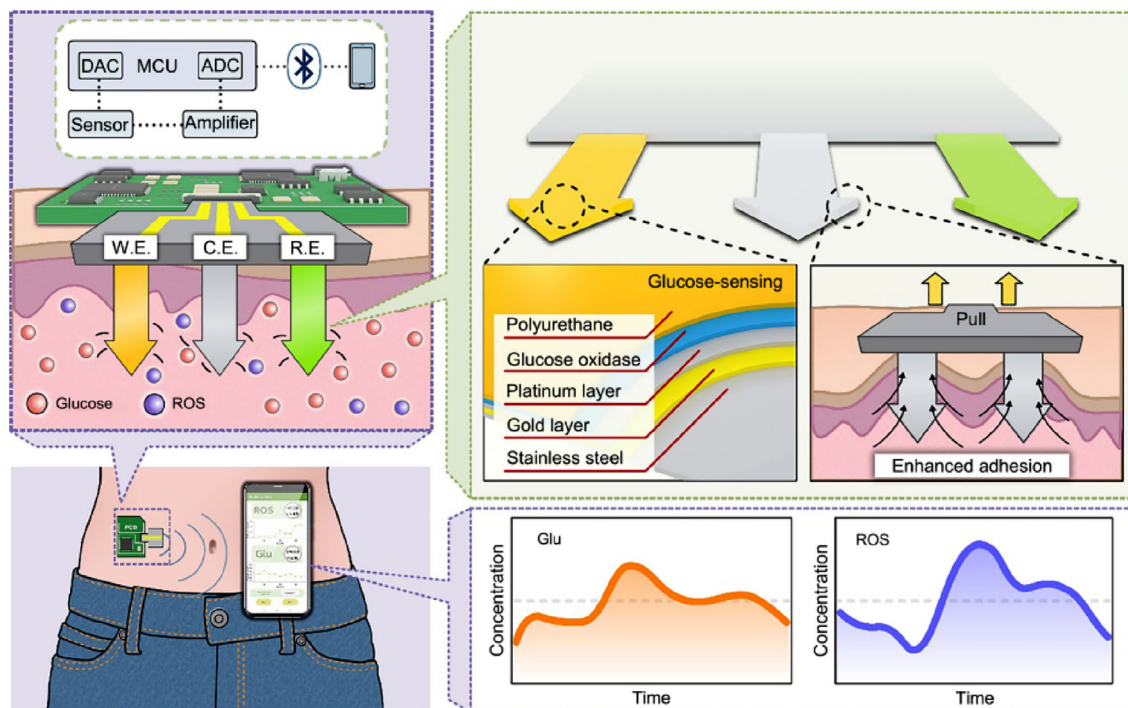 DAC MCU ADC
Sensor Amplifier
W.E. C.E. R.E.
Glucose ROS
Glucose-sensing
Polyurethane
Glucose oxidase
Platinum layer
Gold layer
Stainless steel
Pull
Enhanced adhesion
PCB
ROS
Glu
Glu
Concentration
Time
ROS
Concentration
Time